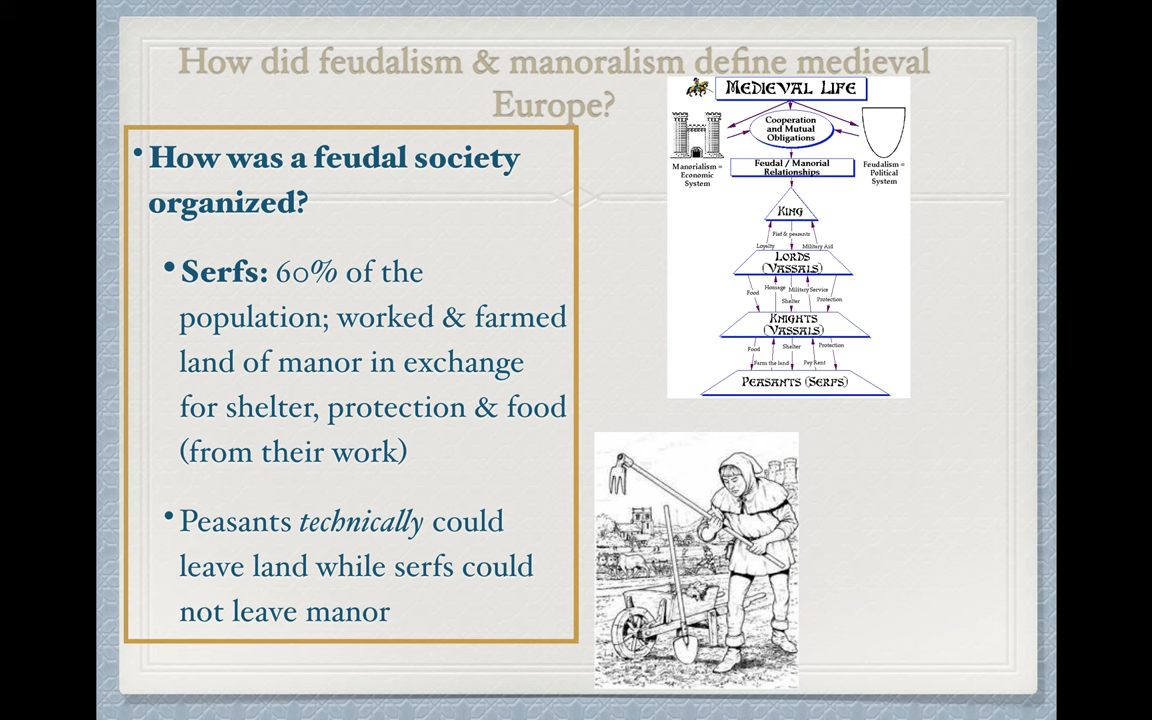 How did feudalism & manoralism define medieval
Europe?
• How was a feudal society
organized?
• Serfs: 60% of the
population; worked & farmed
land of manor in exchange
for shelter, protection & food
(from their work)
• Peasants technically could
leave land while serfs could
not leave manor
MEDIEVAL LIFE
Cooperation
and Mutual
Obligations
Manorialism =
Economic
System
Feudal / Manorial
Relationships
Feudalism =
Political
System
KING
Fief & peasants
Loyalty Military Aid
LORDS
(VASSALS)
Food Homage Shelter Military Service Protection
KNIGHTS
(VASSALS)
Food Shelter Protection
Farm the land Pay Rent
PEASANTS (SERFS)